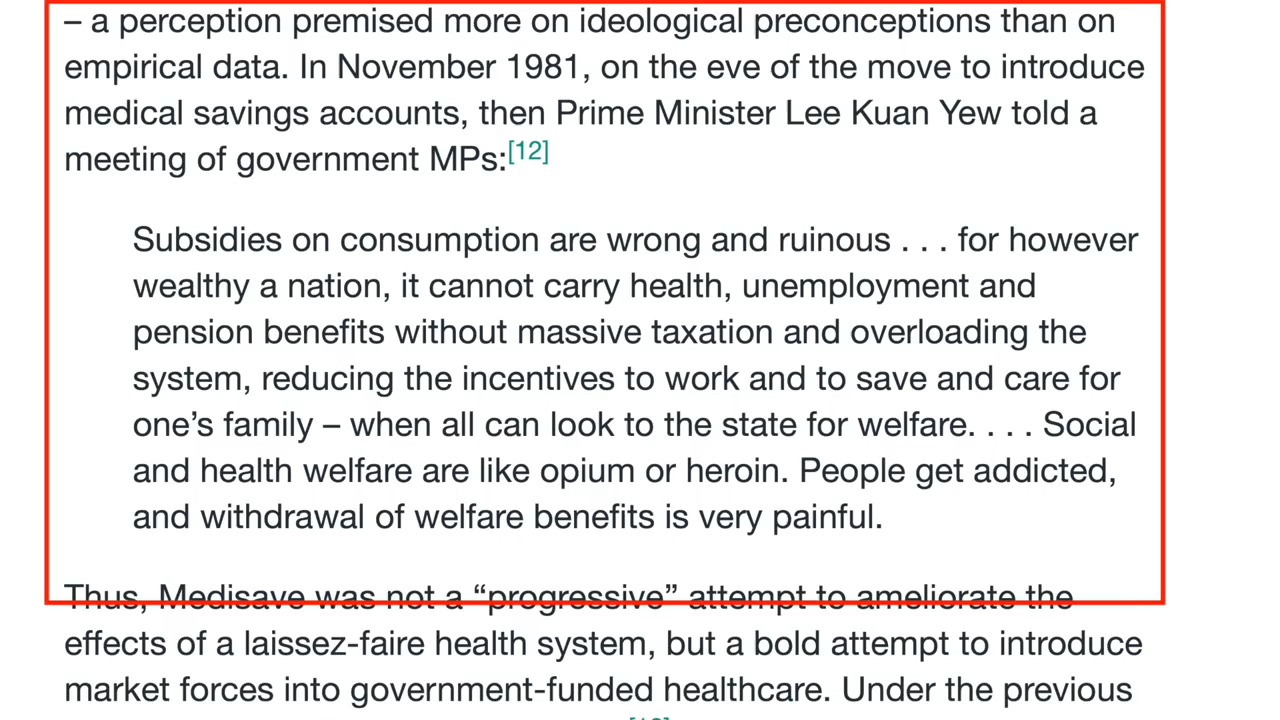 – a perception premised more on ideological preconceptions than on
empirical data. In November 1981, on the eve of the move to introduce
medical savings accounts, then Prime Minister Lee Kuan Yew told a
meeting of government MPs:[12]
Subsidies on consumption are wrong and ruinous . . . for however
wealthy a nation, it cannot carry health, unemployment and
pension benefits without massive taxation and overloading the
system, reducing the incentives to work and to save and care for
one’s family – when all can look to the state for welfare. . . . Social
and health welfare are like opium or heroin. People get addicted,
and withdrawal of welfare benefits is very painful.
Thus, Medisave was not a “progressive” attempt to ameliorate the
effects of a laissez-faire health system, but a bold attempt to introduce
market forces into government-funded healthcare. Under the previous